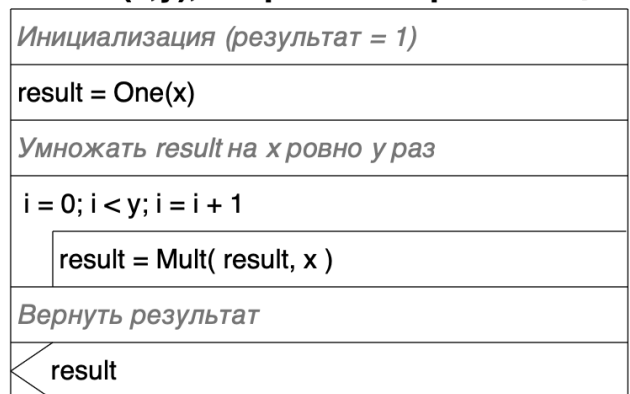 Инициализация (результат = 1)
result = One(x)
Умножать result на x ровно y раз
i = 0; i < y; i = i + 1
result = Mult( result, x )
Вернуть результат
result